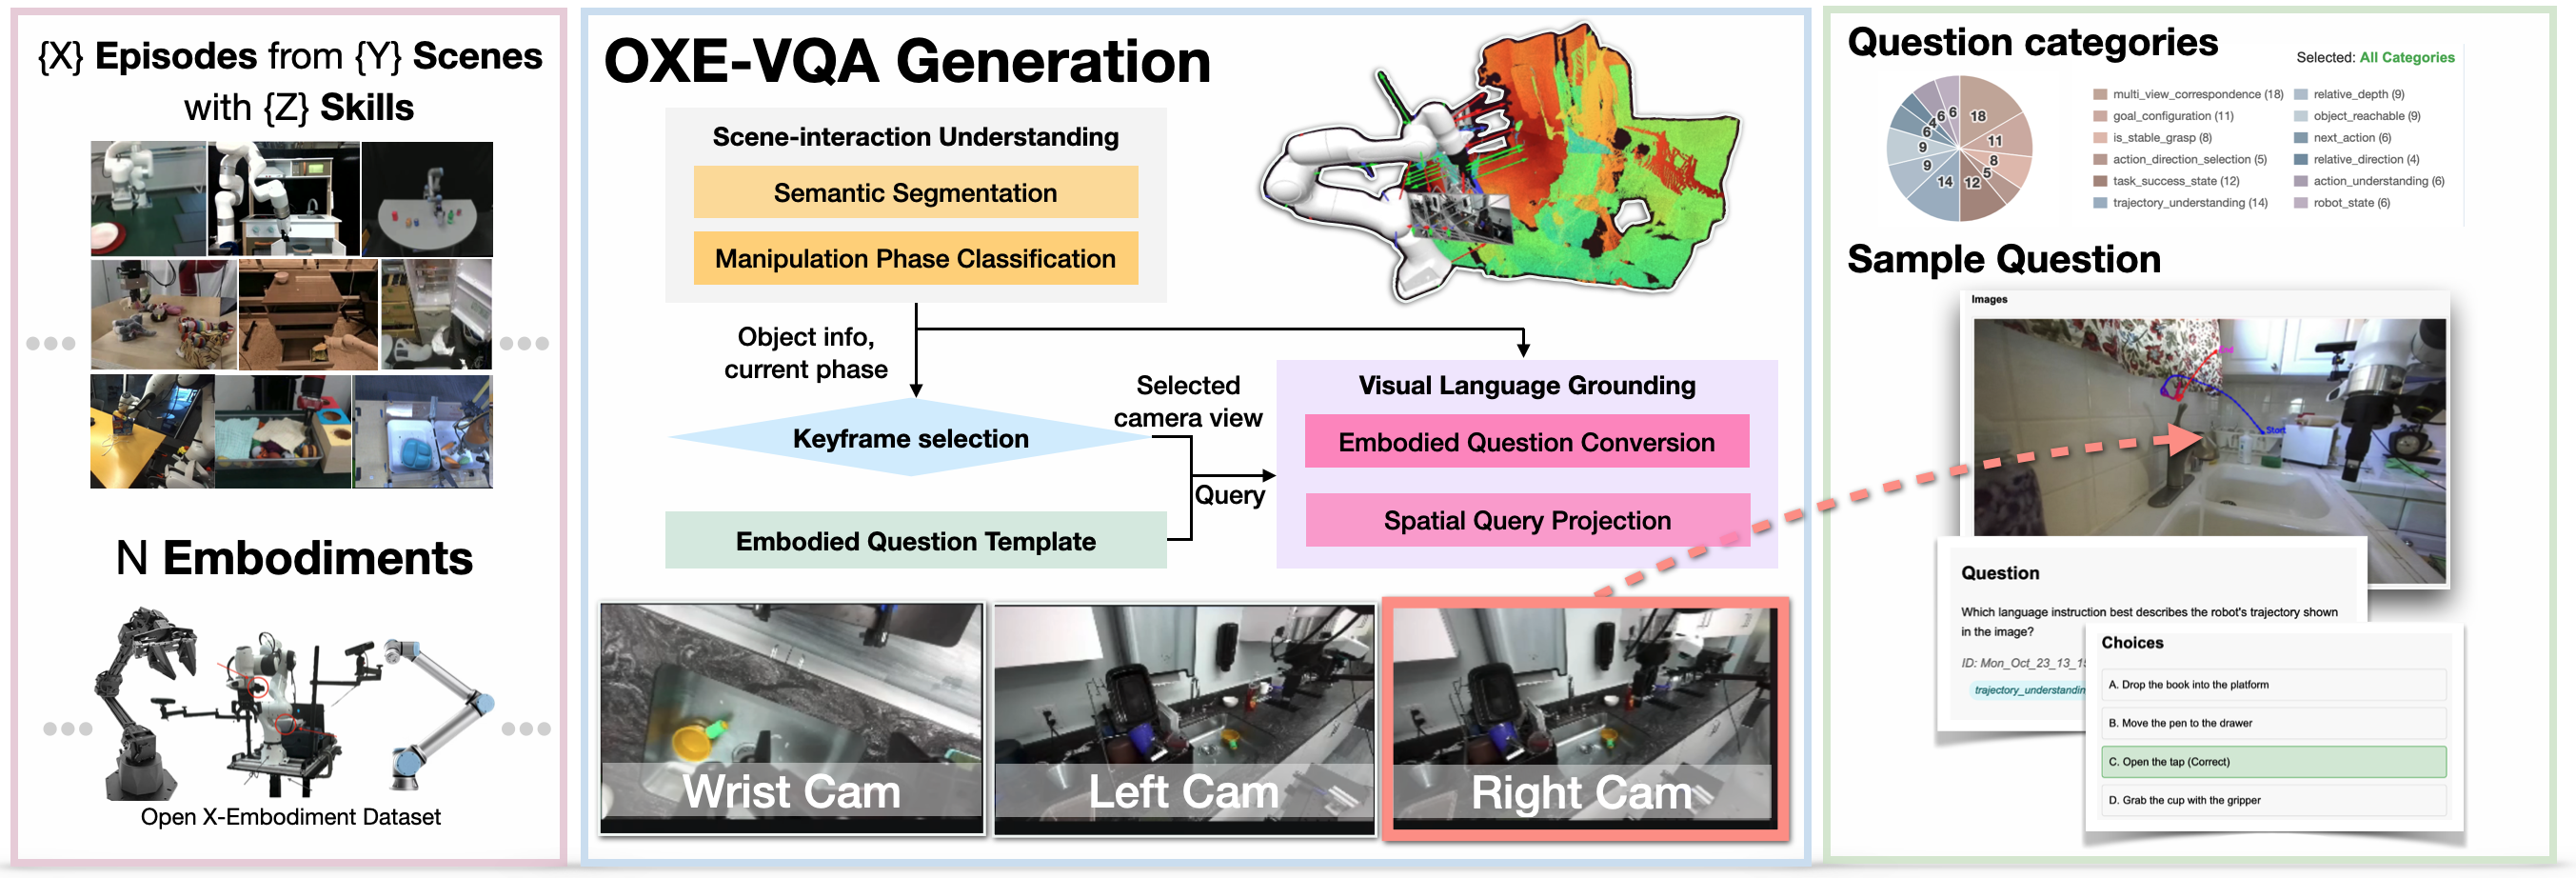 {X} Episodes from {Y} Scenes
with {Z} Skills
N Embodiments
Open X-Embodiment Dataset
OXE-VQA Generation
Scene-interaction Understanding
Semantic Segmentation
Manipulation Phase Classification
Object info,
current phase
Keyframe selection
Selected
camera view
Query
Embodied Question Template
Visual Language Grounding
Embodied Question Conversion
Spatial Query Projection
Wrist Cam
Left Cam
Right Cam
Question categories
Selected: All Categories
18
11
8
5
12
14
9
9
6
4
6
6
multi_view_correspondence (18)
goal_configuration (11)
is_stable_grasp (8)
action_direction_selection (5)
task_success_state (12)
trajectory_understanding (14)
relative_depth (9)
object_reachable (9)
next_action (6)
relative_direction (4)
action_understanding (6)
robot_state (6)
Sample Question
Images
End
Start
Question
Which language instruction best describes the robot's trajectory shown
in the image?
ID: Mon_Oct_23_13_1
trajectory_understandin
Choices
A. Drop the book into the platform
B. Move the pen to the drawer
C. Open the tap (Correct)
D. Grab the cup with the gripper